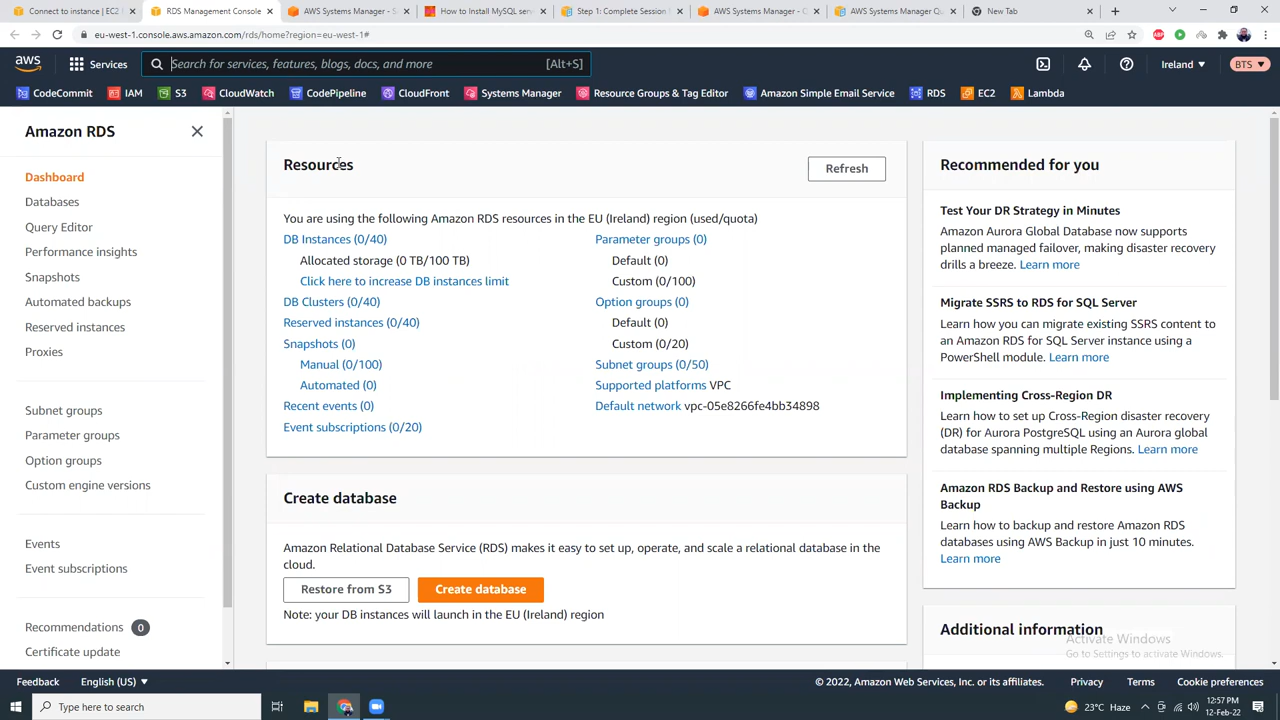 Connect to instance | EC2
RDS Management Console
AWS Systems Manager - S
How to Install MySQL serv
Step 1: Complete Session
AWS Systems Manager - Q
AWS Systems Manager Qu
New Tab
eu-west-1.console.aws.amazon.com/rds/home?region=eu-west-1#
aws
Services
Search for services, features, blogs, docs, and more
[Alt+S]
Ireland
BTS
CodeCommit
IAM
S3
CloudWatch
CodePipeline
CloudFront
Systems Manager
Resource Groups & Tag Editor
Amazon Simple Email Service
RDS
EC2
Lambda
Amazon RDS
Dashboard
Databases
Query Editor
Performance insights
Snapshots
Automated backups
Reserved instances
Proxies
Subnet groups
Parameter groups
Option groups
Custom engine versions
Events
Event subscriptions
Recommendations 0
Certificate update
Resources
Refresh
You are using the following Amazon RDS resources in the EU (Ireland) region (used/quota)
DB Instances (0/40)
Allocated storage (0 TB/100 TB)
Click here to increase DB instances limit
DB Clusters (0/40)
Reserved instances (0/40)
Snapshots (0)
Manual (0/100)
Automated (0)
Recent events (0)
Event subscriptions (0/20)
Parameter groups (0)
Default (0)
Custom (0/100)
Option groups (0)
Default (0)
Custom (0/20)
Subnet groups (0/50)
Supported platforms VPC
Default network vpc-05e8266fe4bb34898
Create database
Amazon Relational Database Service (RDS) makes it easy to set up, operate, and scale a relational database in the
cloud.
Restore from S3
Create database
Note: your DB instances will launch in the EU (Ireland) region
Recommended for you
Test Your DR Strategy in Minutes
Amazon Aurora Global Database now supports
planned managed failover, making disaster recovery
drills a breeze. Learn more
Migrate SSRS to RDS for SQL Server
Learn how you can migrate existing SSRS content to
an Amazon RDS for SQL Server instance using a
PowerShell module. Learn more
Implementing Cross-Region DR
Learn how to set up Cross-Region disaster recovery
(DR) for Aurora PostgreSQL using an Aurora global
database spanning multiple Regions. Learn more
Amazon RDS Backup and Restore using AWS
Backup
Learn how to backup and restore Amazon RDS
databases using AWS Backup in just 10 minutes.
Learn more
Additional information
Activate Windows
Go to Settings to activate Windows.
Feedback
English (US)
© 2022, Amazon Web Services, Inc. or its affiliates.
Privacy
Terms
Cookie preferences
Type here to search
23°C Haze
12:57 PM
12-Feb-22